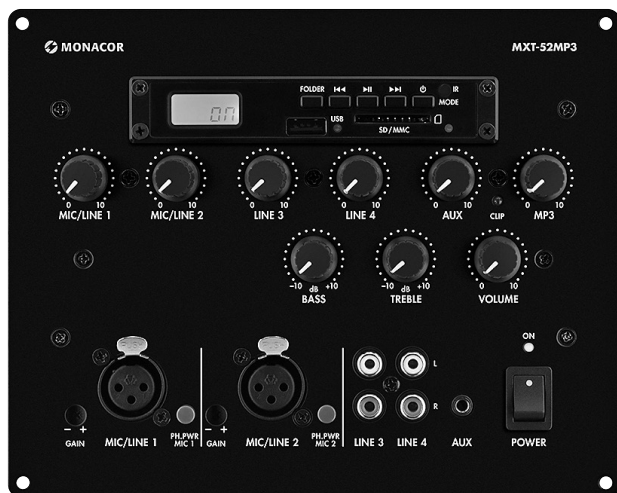 MONACOR
MXT-52MP3
FOLDER
IR
MODE
on
USB
SD/MMC
0 10
MIC/LINE 1
0 10
MIC/LINE 2
0 10
LINE 3
0 10
LINE 4
0 10
AUX
CLIP
0 10
MP3
-10 dB +10
BASS
-10 dB +10
TREBLE
0 10
VOLUME
ON
L
R
- +
GAIN
MIC/LINE 1
PH.PWR
MIC 1
- +
GAIN
MIC/LINE 2
PH.PWR
MIC 2
LINE 3
LINE 4
AUX
POWER